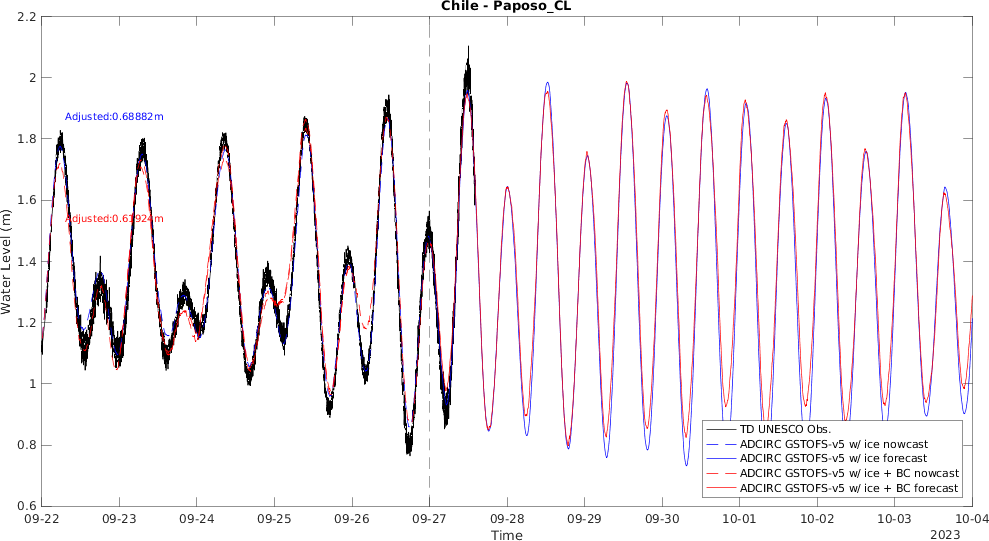 Chile - Paposo_CL
2.2
2
1.8
1.6
1.4
1.2
1
0.8
0.6
Water Level (m)
Adjusted:0.68882m
Adjusted:0.61924m
TD UNESCO Obs.
ADCIRC GSTOFS-v5 w/ ice nowcast
ADCIRC GSTOFS-v5 w/ ice forecast
ADCIRC GSTOFS-v5 w/ ice + BC nowcast
ADCIRC GSTOFS-v5 w/ ice + BC forecast
09-22 09-23 09-24 09-25 09-26 09-27 09-28 09-29 09-30 10-01 10-02 10-03 10-04
Time
2023